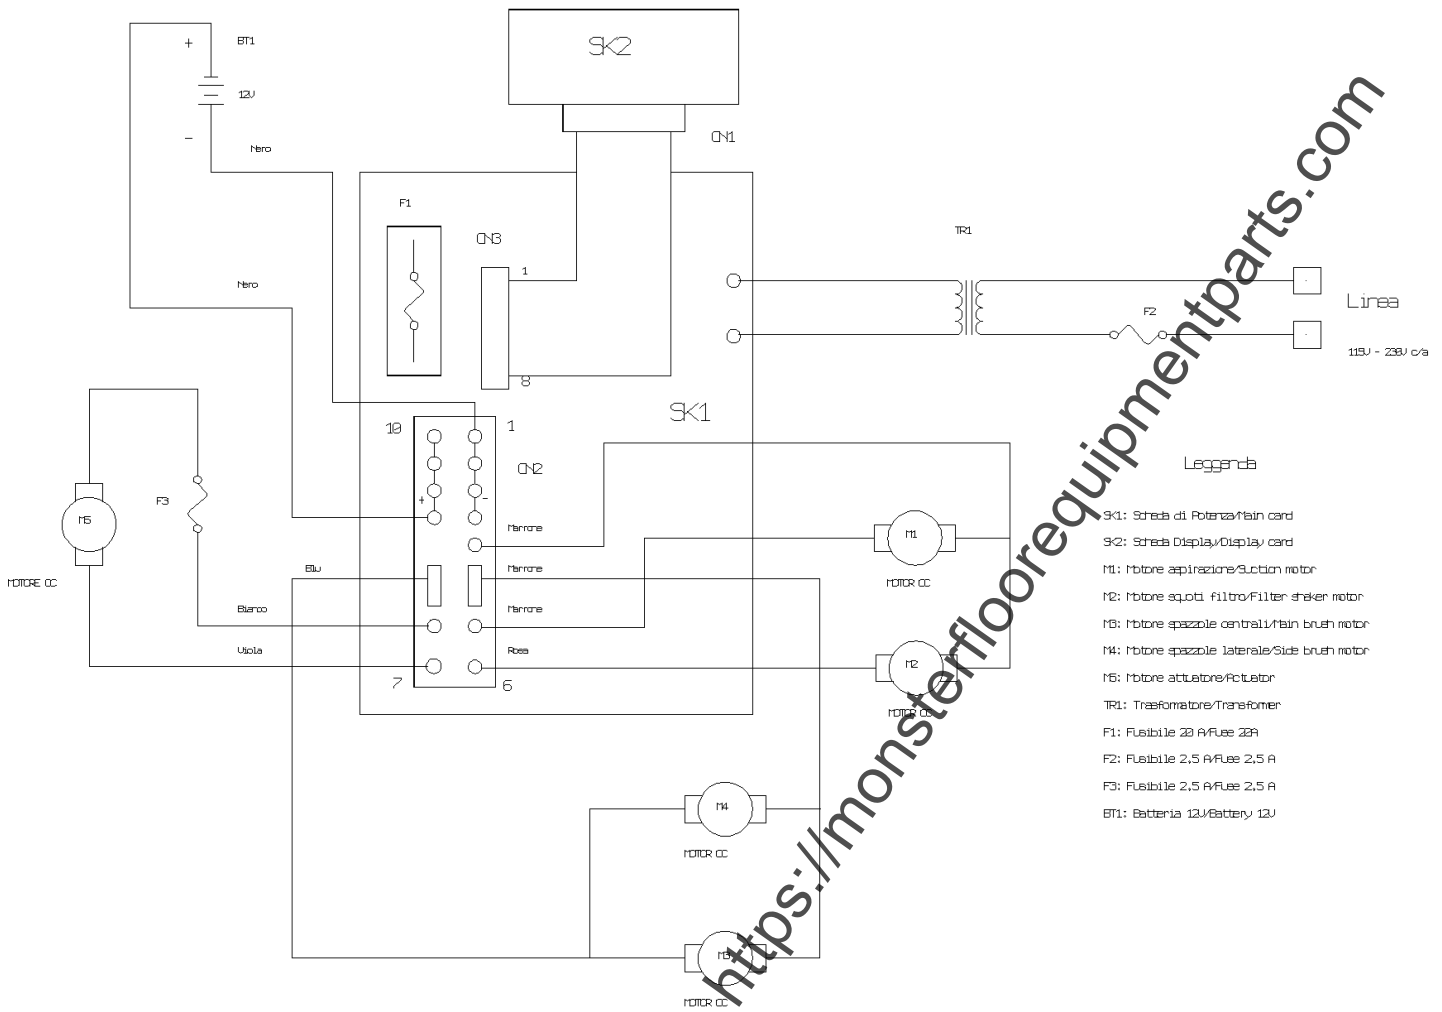 SK2
+
BT1
12V
-
Nero
CN1
F1
CN3
1
TR1
Nero
Linea
F2
115V - 230V c/a
8
SK1
10
1
CN2
Leggenda
+
-
F3
M5
Marrone
M1
MOTORE CC
Blu
Marrone
MOTOR CC
Bianco
Marrone
Viola
Rosa
M2
7
6
MOTOR CC
SK1: Scheda di Potenza/Main card
SK2: Scheda Display/Display card
M1: Motore aspirazione/Suction motor
M2: Motore squoti filtro/Filter shaker motor
M3: Motore spazzole centrali/Main brush motor
M4: Motore spazzole laterale/Side brush motor
M5: Motore attuatore/Actuator
TR1: Trasformatore/Transformer
F1: Fusibile 20 A/Fuse 20A
F2: Fusibile 2,5 A/Fuse 2,5 A
F3: Fusibile 2,5 A/Fuse 2,5 A
BT1: Batteria 12V/Battery 12V
M4
MOTOR CC
M3
MOTOR CC
https://monsterfloorequipmentparts.com